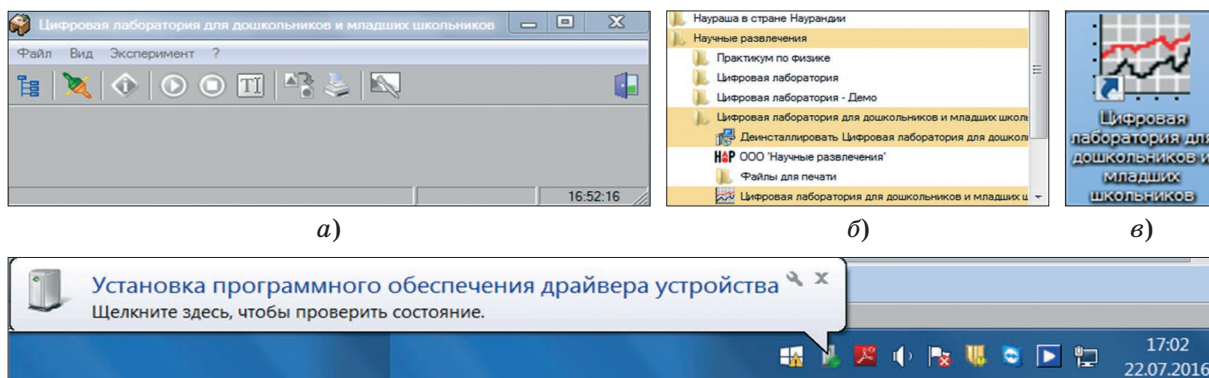 Цифровая лаборатория для дошкольников и младших школьников
Файл Вид Эксперимент ?
TI
16:52:16
а)
Наураша в стране Наурандии
Научные развлечения
Практикум по физике
Цифровая лаборатория
Цифровая лаборатория - Демо
Цифровая лаборатория для дошкольников и младших школь
Деинсталлировать Цифровая лаборатория для дошкол
НР ООО 'Научные развлечения'
Файлы для печати
Цифровая лаборатория для дошкольников и младших ш
б)
Цифровая
лаборатория для
дошкольников и
младших
школьников
в)
Установка программного обеспечения драйвера устройства
Щелкните здесь, чтобы проверить состояние.
17:02
22.07.2016